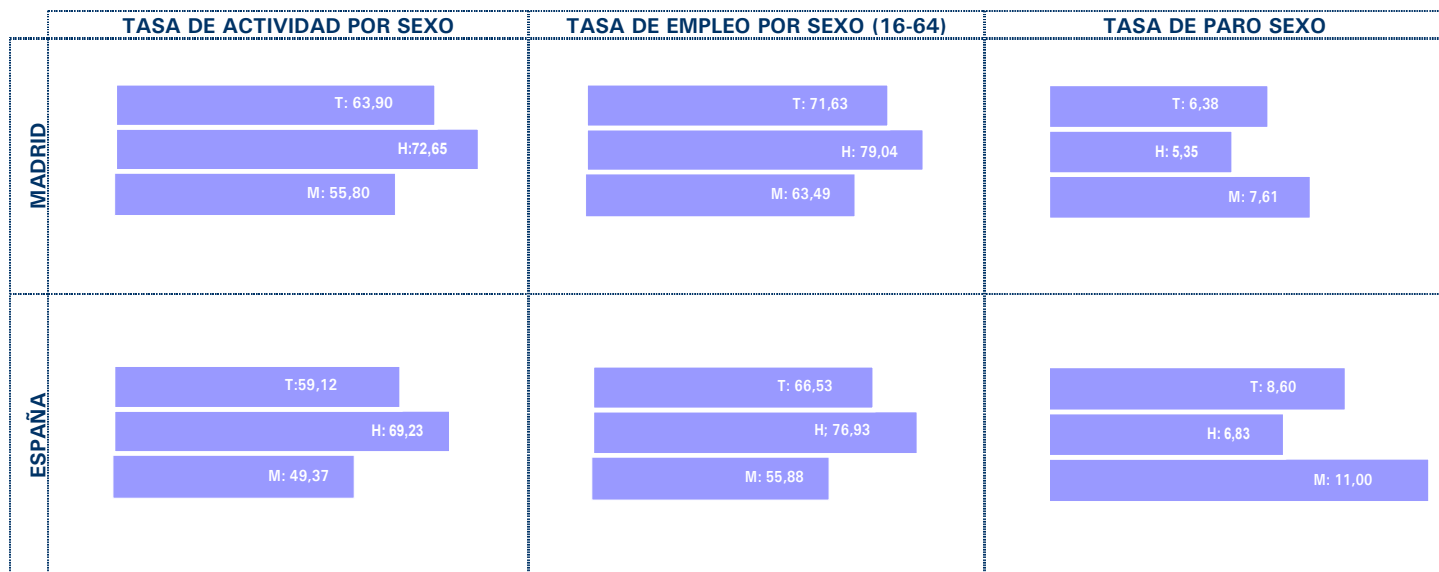 TASA DE ACTIVIDAD POR SEXO
TASA DE EMPLEO POR SEXO (16-64)
TASA DE PARO SEXO
MADRID
T: 63,90
H:72,65
M: 55,80
T: 71,63
H: 79,04
M: 63,49
T: 6,38
H: 5,35
M: 7,61
ESPAÑA
T:59,12
H: 69,23
M: 49,37
T: 66,53
H; 76,93
M: 55,88
T: 8,60
H: 6,83
M: 11,00